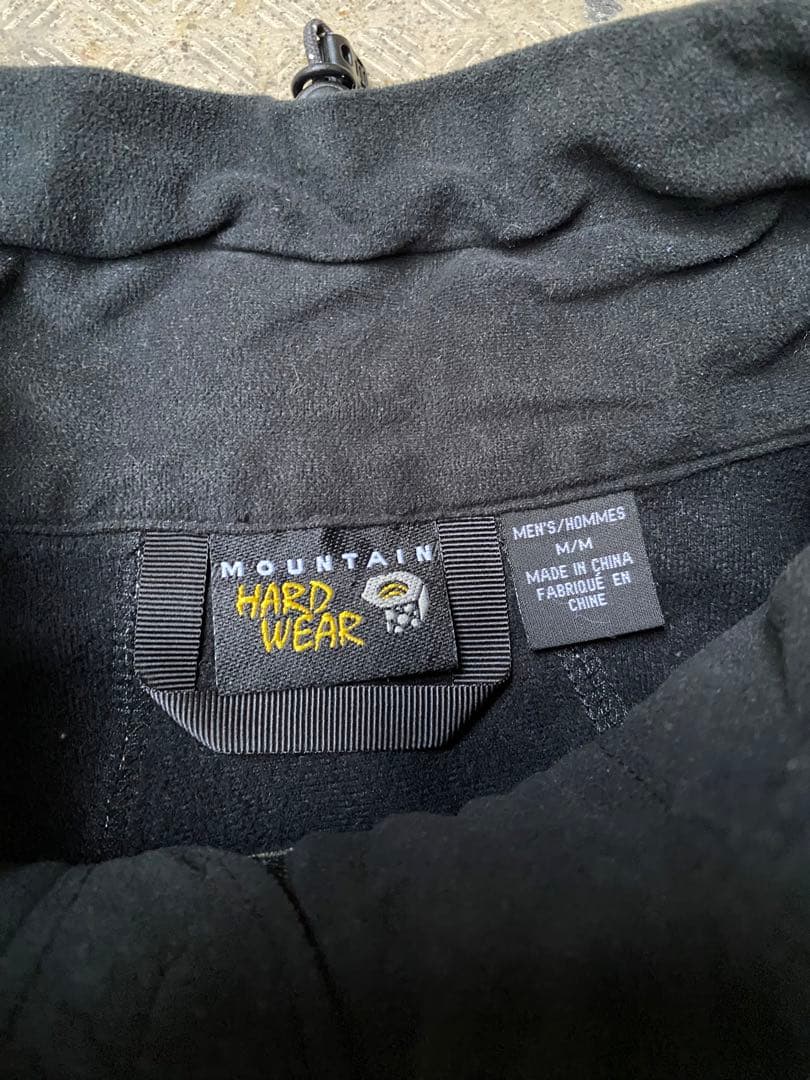 MOUNTAIN
HARD
WEAR
MEN'S/HOMMES
M/M
MADE IN CHINA
FABRIQUÉ EN
CHINE